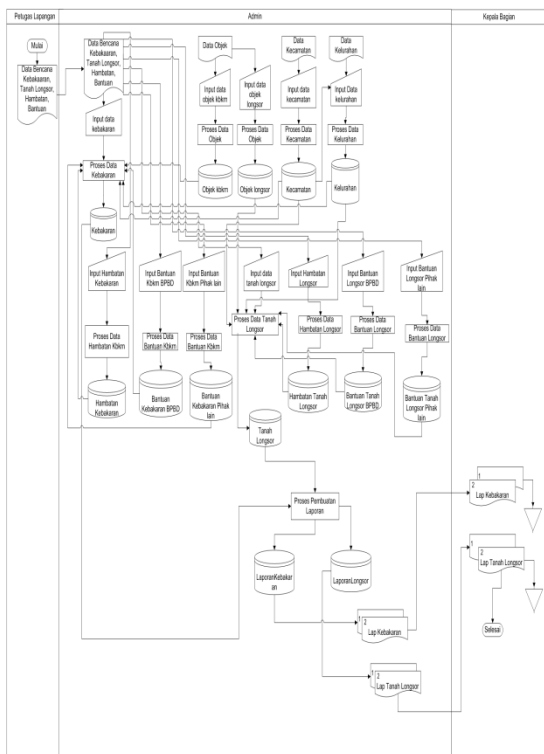 Petugas Lapangan
Admin
Kepala Bagian
Mulai
Data Bencana
Kebakaaran,
Tanah Longsor,
Hambatan,
Bantuan
Data Bencana
Kebakaaran,
Tanah Longsor,
Hambatan,
Bantuan
Data Objek
Data
Kecamatan
Data
Kelurahan
Input data
kebakaran
Input data
objek kbkm
Input data
objek
longsor
Input data
kecamatan
Input Data
kelurahan
Proses Data
Objek
Proses Data
Objek
Proses Data
Kecamatan
Proses Data
Kelurahan
Proses Data
Kebakaran
Objek kbkm
Objek longsor
Kecamatan
Kelurahan
Kebakaran
Input Hambatan
Kebakaran
Input Bantuan
Kbkm BPBD
Input Bantuan
Kbkm Pihak lain
Input data
tanah longsor
Input Hambatan
Longsor
Input Bantuan
Longsor BPBD
Input Bantuan
Longsor Pihak
lain
Proses Data
Hambatan Kbkm
Proses Data
Bantuan Kbkm
Proses Data
Bantuan Kbkm
Proses Data Tanah
Longsor
Proses Data
Hambatan Longsor
Proses Data
Bantuan Longsor
Proses Data
Bantuan Longsor
Hambatan
Kebakaran
Bantuan
Kebakaran BPBD
Bantuan
Kebakaran Pihak
lain
Hambatan Tanah
Longsor
Bantuan Tanah
Longsor BPBD
Bantuan Tanah
Longsor Pihak
lain
Tanah
Longsor
Proses Pembuatan
Laporan
LaporanKebaka
ran
LaporanLongsor
1
2
Lap Kebakaran
1
2
Lap Tanah Longsor
1
2
Lap Kebakaran
1
2
Lap Tanah Longsor
Selesai